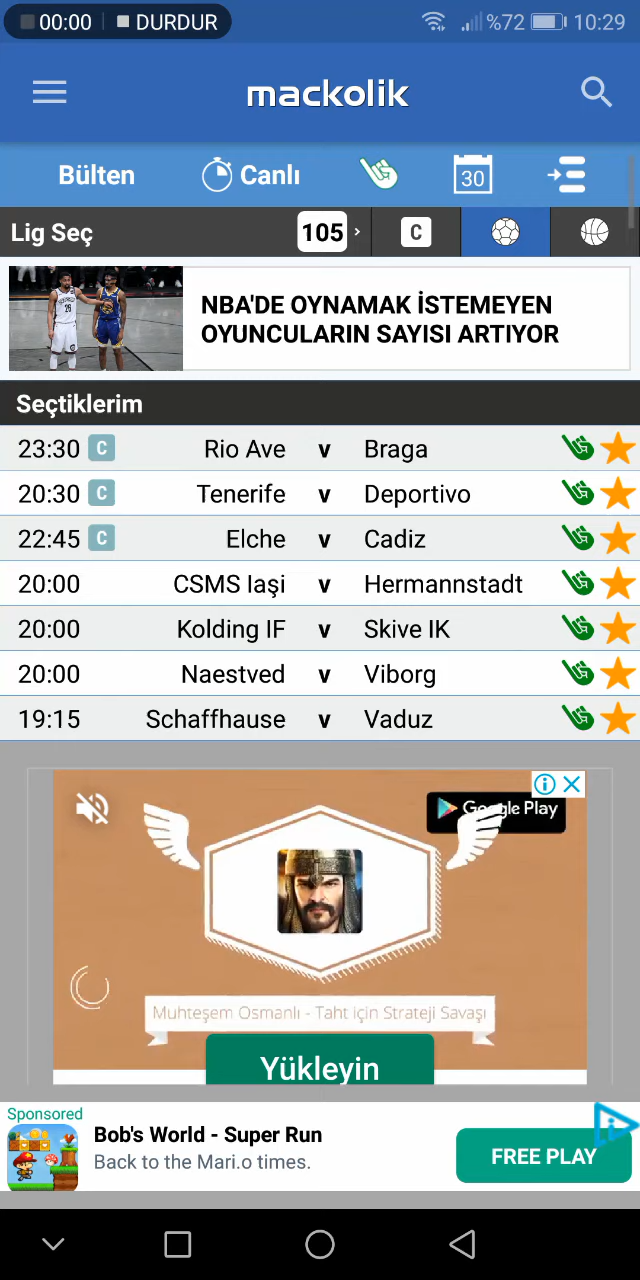 00:00 DURDUR %72 10:29
mackolik
Bülten Canlı 30
Lig Seç 105 C
NBA'DE OYNAMAK İSTEMEYEN
OYUNCULARIN SAYISI ARTIYOR
Seçtiklerim
23:30 C Rio Ave v Braga
20:30 C Tenerife v Deportivo
22:45 C Elche v Cadiz
20:00 CSMS Iaşi v Hermannstadt
20:00 Kolding IF v Skive IK
20:00 Naestved v Viborg
19:15 Schaffhause v Vaduz
Google Play
Muhteşem Osmanlı - Taht için Strateji Savaşı
Yükleyin
Sponsored
Bob's World - Super Run
Back to the Mari.o times.
FREE PLAY